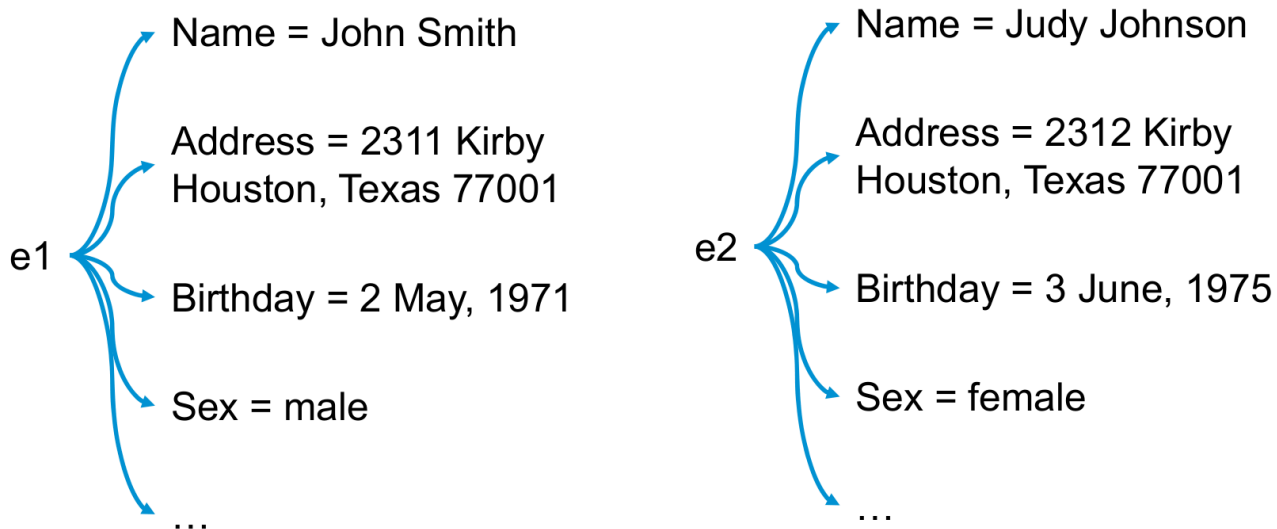 Name = John Smith
Address = 2311 Kirby
Houston, Texas 77001
e1
Birthday = 2 May, 1971
Sex = male
...
Name = Judy Johnson
Address = 2312 Kirby
Houston, Texas 77001
e2
Birthday = 3 June, 1975
Sex = female
...